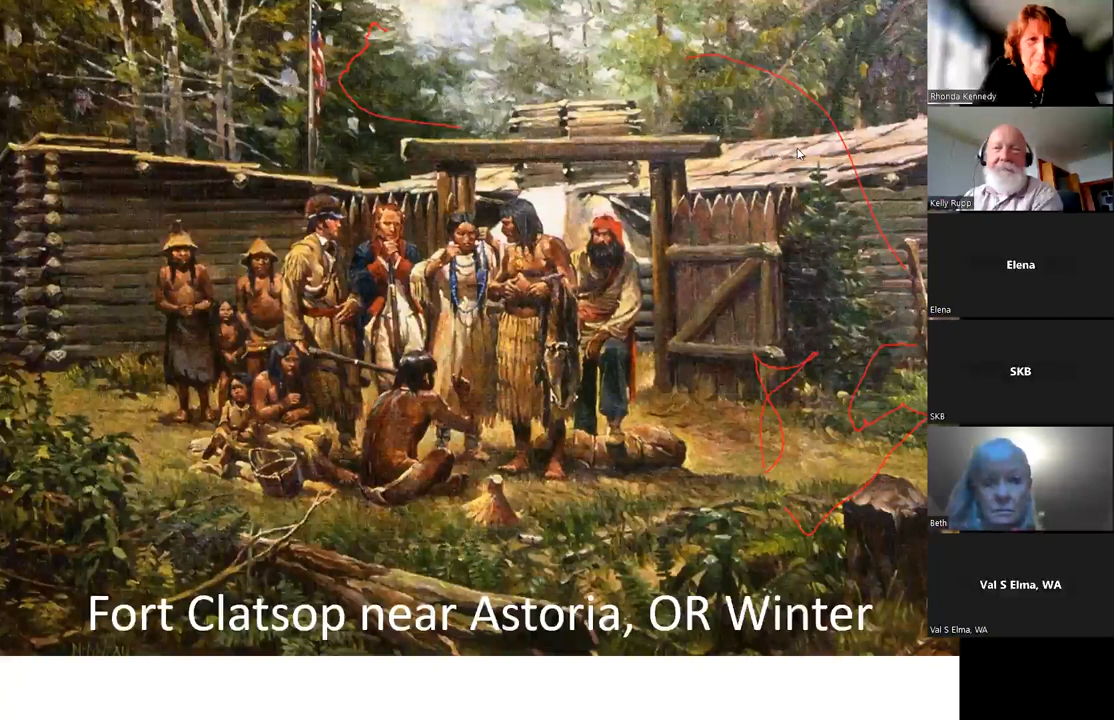 Fort Clatsop near Astoria, OR Winter
Rhonda Kennedy
Kelly Rupp
Elena
Elena
SKB
SKB
Beth
Val S Elma, WA
Val S Elma, WA